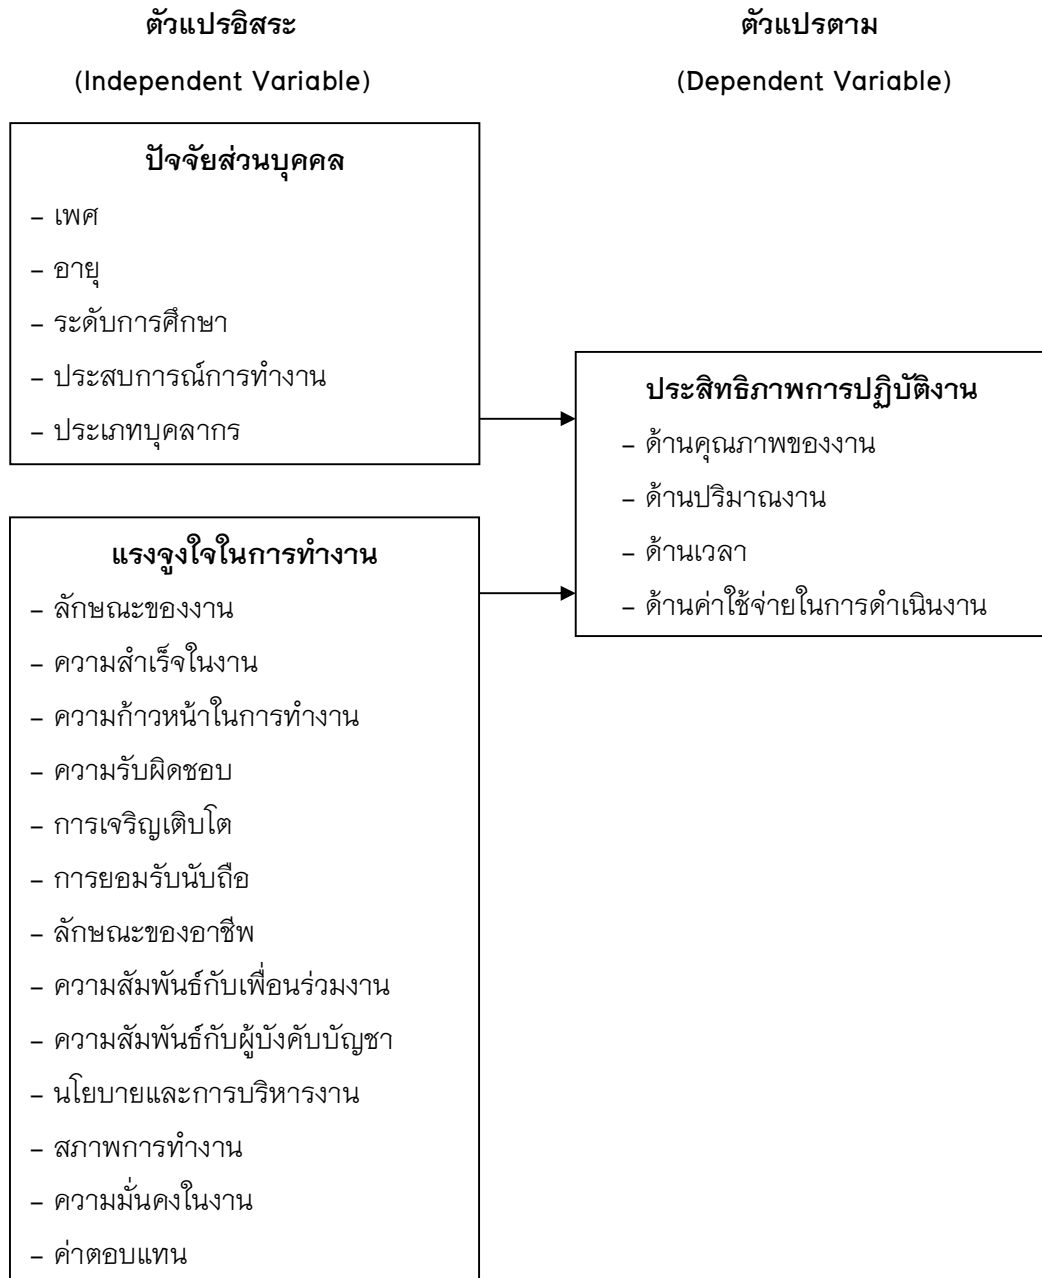 ตัวแปรอิสระ
(Independent Variable)
ตัวแปรตาม
(Dependent Variable)
ปัจจัยส่วนบุคคล
– เพศ
– อายุ
– ระดับการศึกษา
– ประสบการณ์การทำงาน
– ประเภทบุคลากร
แรงจูงใจในการทำงาน
– ลักษณะของงาน
– ความสำเร็จในงาน
– ความก้าวหน้าในการทำงาน
– ความรับผิดชอบ
– การเจริญเติบโต
– การยอมรับนับถือ
– ลักษณะของอาชีพ
– ความสัมพันธ์กับเพื่อนร่วมงาน
– ความสัมพันธ์กับผู้บังคับบัญชา
– นโยบายและการบริหารงาน
– สภาพการทำงาน
– ความมั่นคงในงาน
– ค่าตอบแทน
ประสิทธิภาพการปฏิบัติงาน
– ด้านคุณภาพของงาน
– ด้านปริมาณงาน
– ด้านเวลา
– ด้านค่าใช้จ่ายในการดำเนินงาน